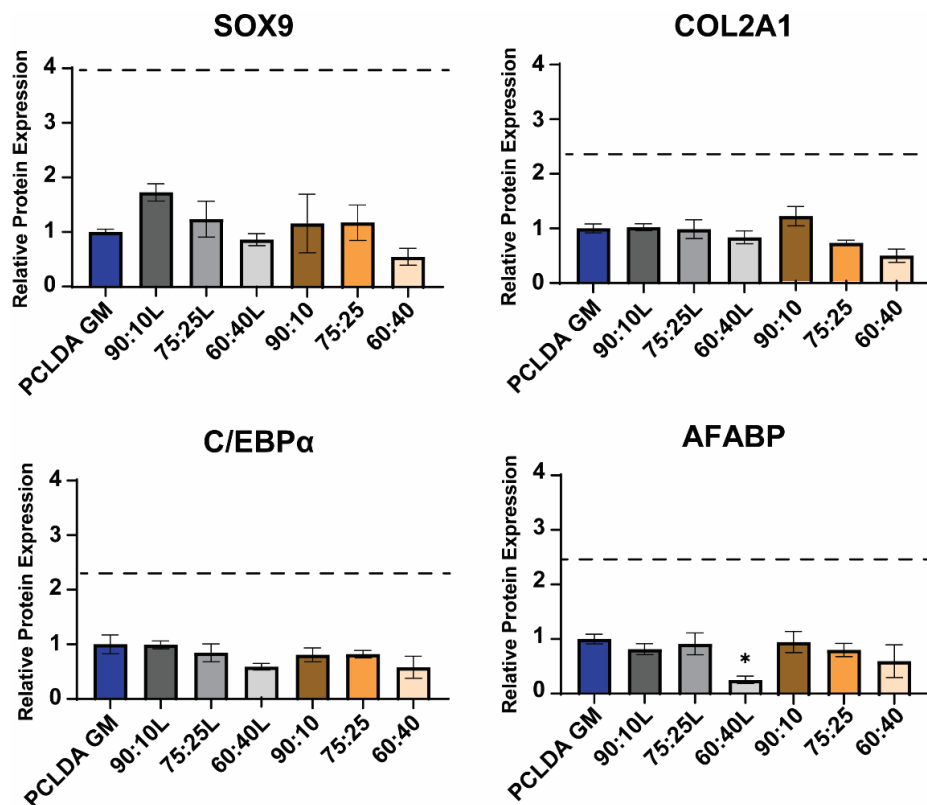 SOX9
Relative Protein Expression
4
3
2
1
0
PCLDA GM
90:10L
75:25L
60:40L
90:10
75:25
60:40
COL2A1
Relative Protein Expression
4
3
2
1
0
PCLDA GM
90:10L
75:25L
60:40L
90:10
75:25
60:40
C/EBPα
Relative Protein Expression
4
3
2
1
0
PCLDA GM
90:10L
75:25L
60:40L
90:10
75:25
60:40
AFABP
Relative Protein Expression
4
3
2
1
0
*
PCLDA GM
90:10L
75:25L
60:40L
90:10
75:25
60:40